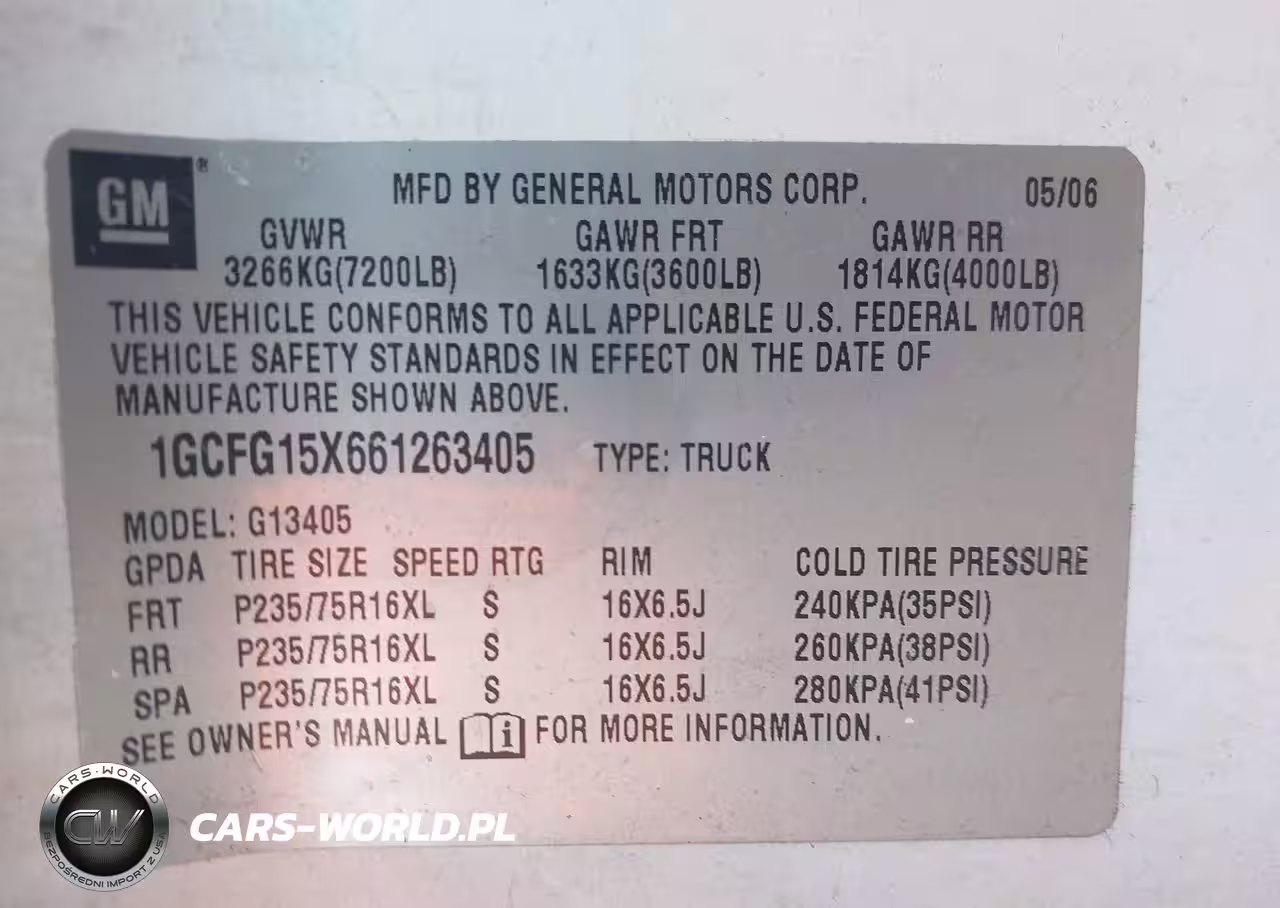 GM ®
MFD BY GENERAL MOTORS CORP. 05/06
GVWR GAWR FRT GAWR RR
3266KG(7200LB) 1633KG(3600LB) 1814KG(4000LB)
THIS VEHICLE CONFORMS TO ALL APPLICABLE U.S. FEDERAL MOTOR
VEHICLE SAFETY STANDARDS IN EFFECT ON THE DATE OF
MANUFACTURE SHOWN ABOVE.
1GCFG15X661263405 TYPE: TRUCK
MODEL: G13405
GPDA TIRE SIZE SPEED RTG RIM COLD TIRE PRESSURE
FRT P235/75R16XL S 16X6.5J 240KPA(35PSI)
RR P235/75R16XL S 16X6.5J 260KPA(38PSI)
SPA P235/75R16XL S 16X6.5J 280KPA(41PSI)
SEE OWNER'S MANUAL i FOR MORE INFORMATION.
CARS-WORLD
CW
BEZPOŚREDNI IMPORT Z USA
CARS-WORLD.PL